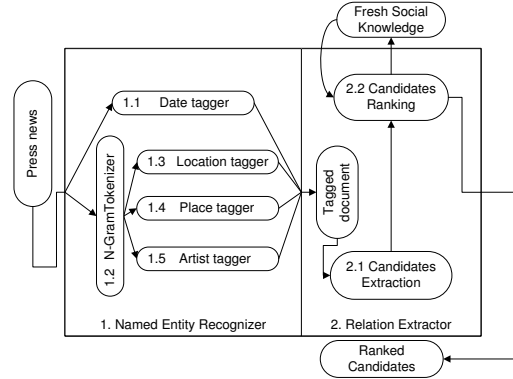 Fresh Social
Knowledge
Press news
1.1 Date tagger
1.2 N-GramTokenizer
1.3 Location tagger
1.4 Place tagger
1.5 Artist tagger
Tagged
document
2.2 Candidates
Ranking
2.1 Candidates
Extraction
1. Named Entity Recognizer
2. Relation Extractor
Ranked
Candidates